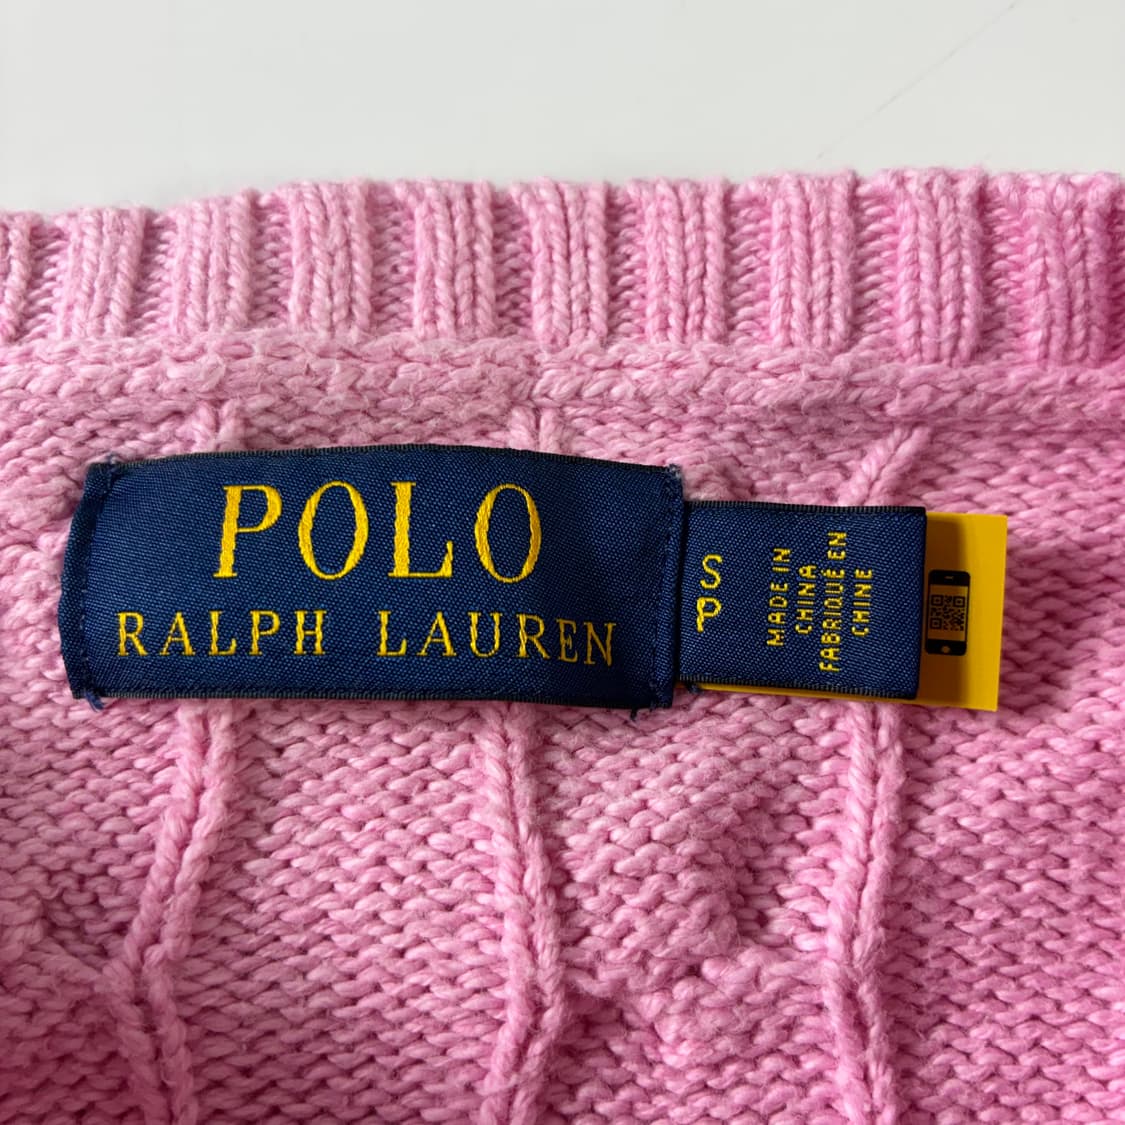 POLO
RALPH LAUREN
S
P
MADE IN
CHINA
FABRIQUÉ EN
CHINE